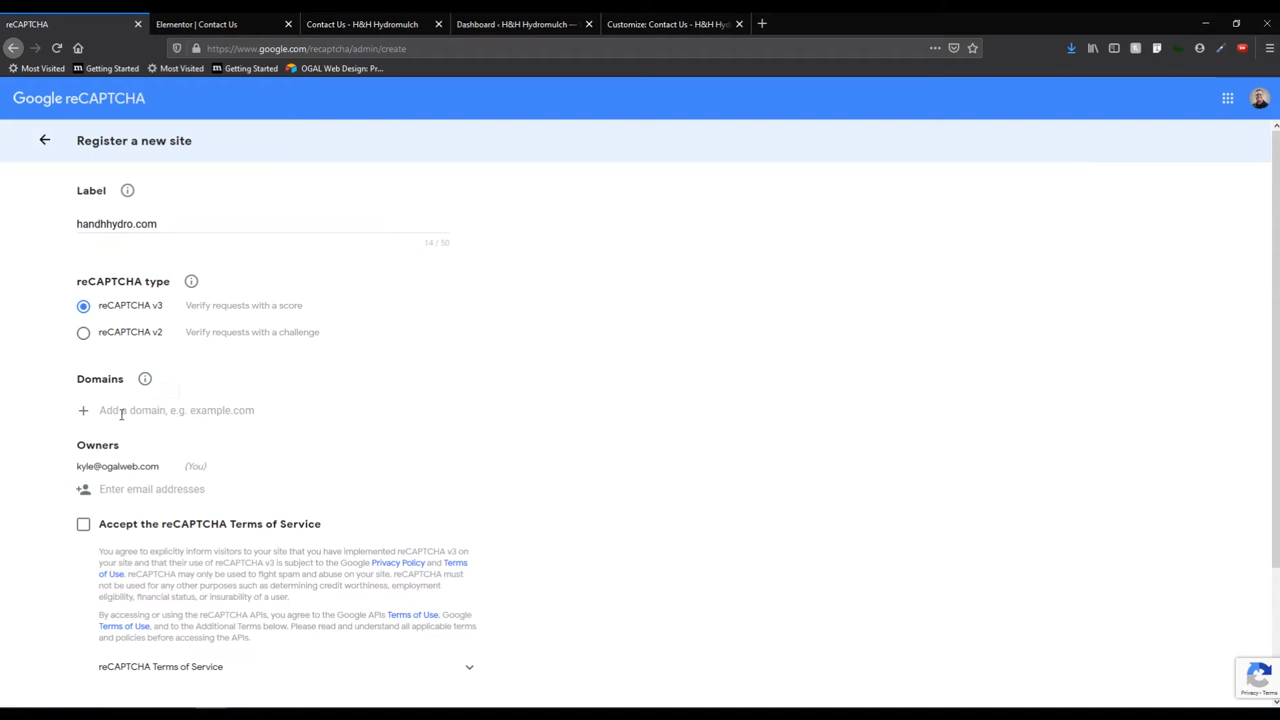 reCAPTCHA
Elementor | Contact Us
Contact Us - H&H Hydromulch
Dashboard ‹ H&H Hydromulch —
Customize: Contact Us - H&H Hyd
https://www.google.com/recaptcha/admin/create
Most Visited
Getting Started
Most Visited
Getting Started
OGAL Web Design: Pr...
Google reCAPTCHA
Register a new site
Label
handhhydro.com
14 / 50
reCAPTCHA type
reCAPTCHA v3 Verify requests with a score
reCAPTCHA v2 Verify requests with a challenge
Domains
Add a domain, e.g. example.com
Owners
kyle@ogalweb.com (You)
Enter email addresses
Accept the reCAPTCHA Terms of Service
You agree to explicitly inform visitors to your site that you have implemented reCAPTCHA v3 on
your site and that their use of reCAPTCHA v3 is subject to the Google Privacy Policy and Terms
of Use. reCAPTCHA may only be used to fight spam and abuse on your site. reCAPTCHA must
not be used for any other purposes such as determining credit worthiness, employment
eligibility, financial status, or insurability of a user.
By accessing or using the reCAPTCHA APIs, you agree to the Google APIs Terms of Use, Google
Terms of Use, and to the Additional Terms below. Please read and understand all applicable terms
and policies before accessing the APIs.
reCAPTCHA Terms of Service
Privacy - Terms